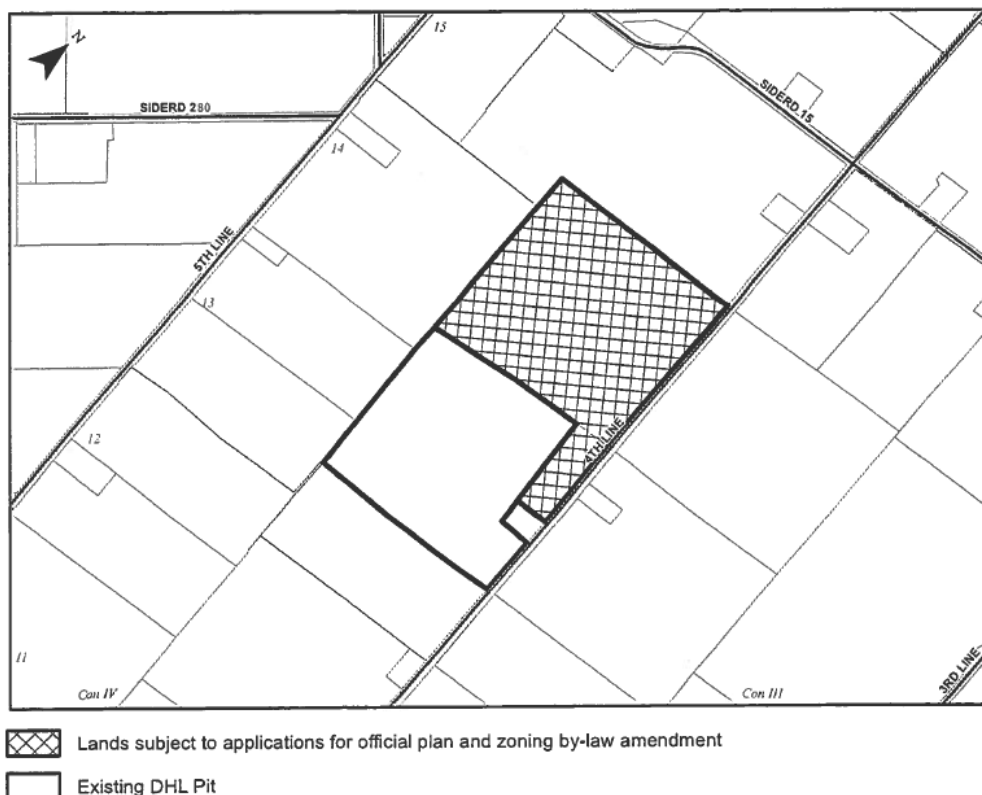 15
N
SIDERD 280
SIDERD 15
14
5TH LINE
13
4TH LINE
12
11
Con IV
Con III
3RD LINE
Lands subject to applications for official plan and zoning by-law amendment
Existing DHL Pit